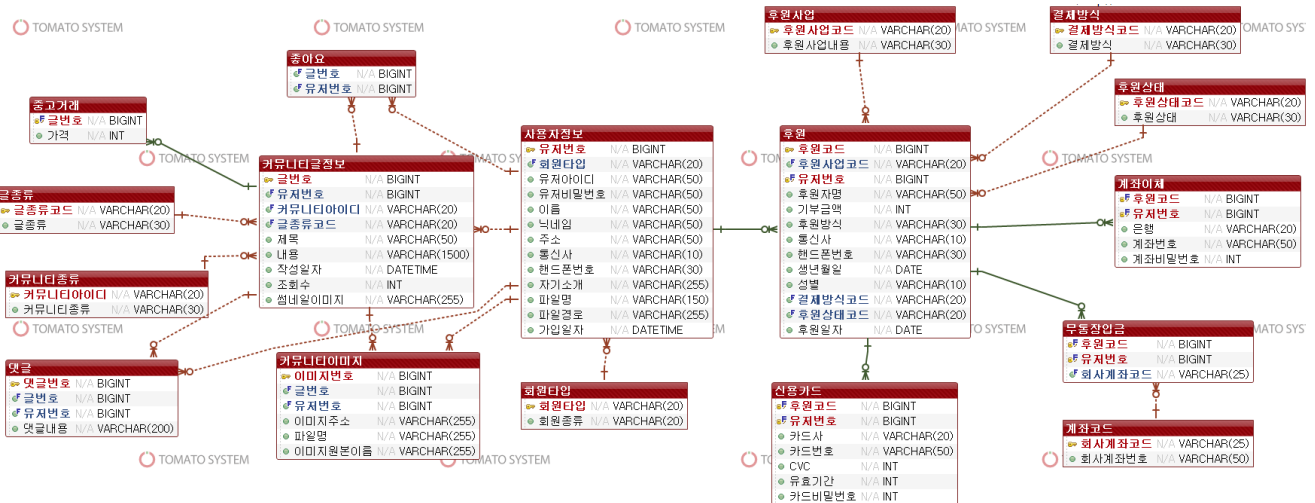 TOMATO SYSTEM
TOMATO SYSTEM
TOMATO SYSTEM
MATO SYSTEM
OMATO SYS
후원사업
후원사업코드 N/A VARCHAR(20)
후원사업내용 N/A VARCHAR(30)
결제방식
결제방식코드 N/A VARCHAR(20)
결제방식 N/A VARCHAR(30)
좋아요
글번호 N/A BIGINT
유저번호 N/A BIGINT
후원상태
후원상태코드 N/A VARCHAR(20)
후원상태 N/A VARCHAR(30)
중고거래
글번호 N/A BIGINT
가격 N/A INT
TOMATO SYSTEM
TO SYSTEM
TOM
TOMATO SYSTEM
커뮤니티글정보
글번호 N/A BIGINT
유저번호 N/A BIGINT
커뮤니티아이디 N/A VARCHAR(20)
글종류코드 N/A VARCHAR(20)
제목 N/A VARCHAR(50)
내용 N/A VARCHAR(1500)
작성일자 N/A DATETIME
조회수 N/A INT
썸네일이미지 N/A VARCHAR(255)
사용자정보
유저번호 N/A BIGINT
회원타입 N/A VARCHAR(20)
유저아이디 N/A VARCHAR(50)
유저비밀번호 N/A VARCHAR(50)
이름 N/A VARCHAR(50)
닉네임 N/A VARCHAR(50)
주소 N/A VARCHAR(50)
통신사 N/A VARCHAR(10)
핸드폰번호 N/A VARCHAR(30)
자기소개 N/A VARCHAR(255)
파일명 N/A VARCHAR(150)
파일경로 N/A VARCHAR(255)
가입일자 N/A DATETIME
후원
후원코드 N/A BIGINT
후원사업코드 N/A VARCHAR(20)
유저번호 N/A BIGINT
후원자명 N/A VARCHAR(50)
기부금액 N/A INT
후원방식 N/A VARCHAR(30)
통신사 N/A VARCHAR(10)
핸드폰번호 N/A VARCHAR(30)
생년월일 N/A DATE
성별 N/A VARCHAR(10)
결제방식코드 N/A VARCHAR(20)
후원상태코드 N/A VARCHAR(20)
후원일자 N/A DATE
계좌이체
후원코드 N/A BIGINT
유저번호 N/A BIGINT
은행 N/A VARCHAR(20)
계좌번호 N/A VARCHAR(50)
계좌비밀번호 N/A INT
글종류
글종류코드 N/A VARCHAR(20)
글종류 N/A VARCHAR(30)
커뮤니티종류
커뮤니티아이디 N/A VARCHAR(20)
커뮤니티종류 N/A VARCHAR(30)
TOMATO SYSTEM
TOMATO SYSTEM
EM
SYSTEM
MATO SYS
무통장입금
후원코드 N/A BIGINT
유저번호 N/A BIGINT
회사계좌코드 N/A VARCHAR(25)
댓글
댓글번호 N/A BIGINT
글번호 N/A BIGINT
유저번호 N/A BIGINT
댓글내용 N/A VARCHAR(200)
커뮤니티이미지
이미지번호 N/A BIGINT
글번호 N/A BIGINT
유저번호 N/A BIGINT
이미지주소 N/A VARCHAR(255)
파일명 N/A VARCHAR(255)
이미지원본이름 N/A VARCHAR(255)
회원타입
회원타입 N/A VARCHAR(20)
회원종류 N/A VARCHAR(20)
신용카드
후원코드 N/A BIGINT
유저번호 N/A BIGINT
카드사 N/A VARCHAR(20)
카드번호 N/A VARCHAR(50)
CVC N/A INT
유효기간 N/A INT
카드비밀번호 N/A INT
계좌코드
회사계좌코드 N/A VARCHAR(25)
회사계좌번호 N/A VARCHAR(50)
TOMATO SYSTEM
TOMATO SYSTEM
TO